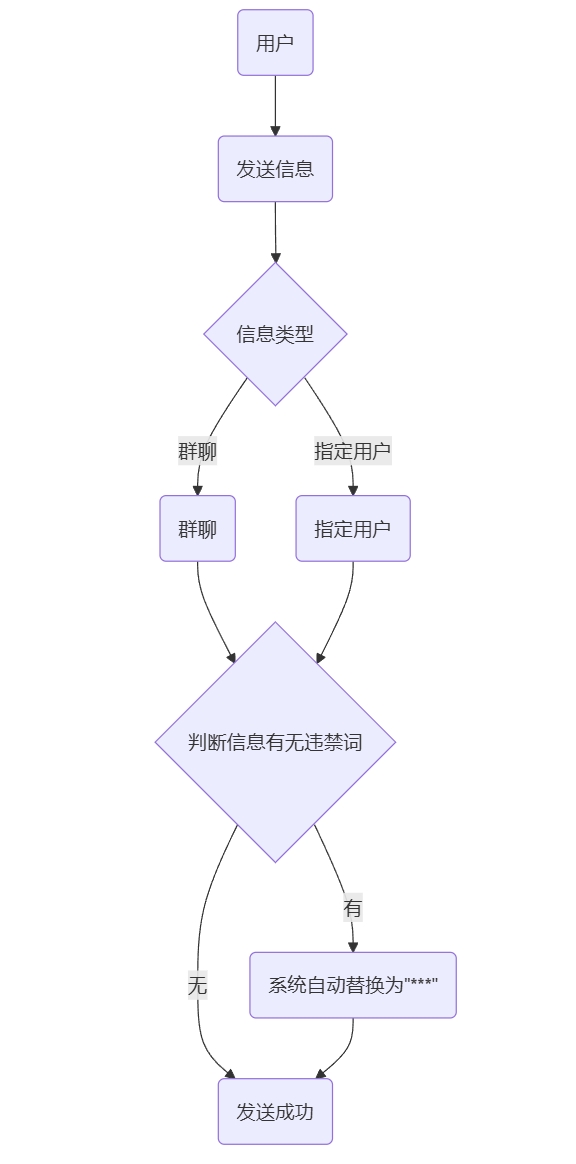 用户
发送信息
信息类型
群聊
指定用户
群聊
指定用户
判断信息有无违禁词
有
无
系统自动替换为"***"
发送成功